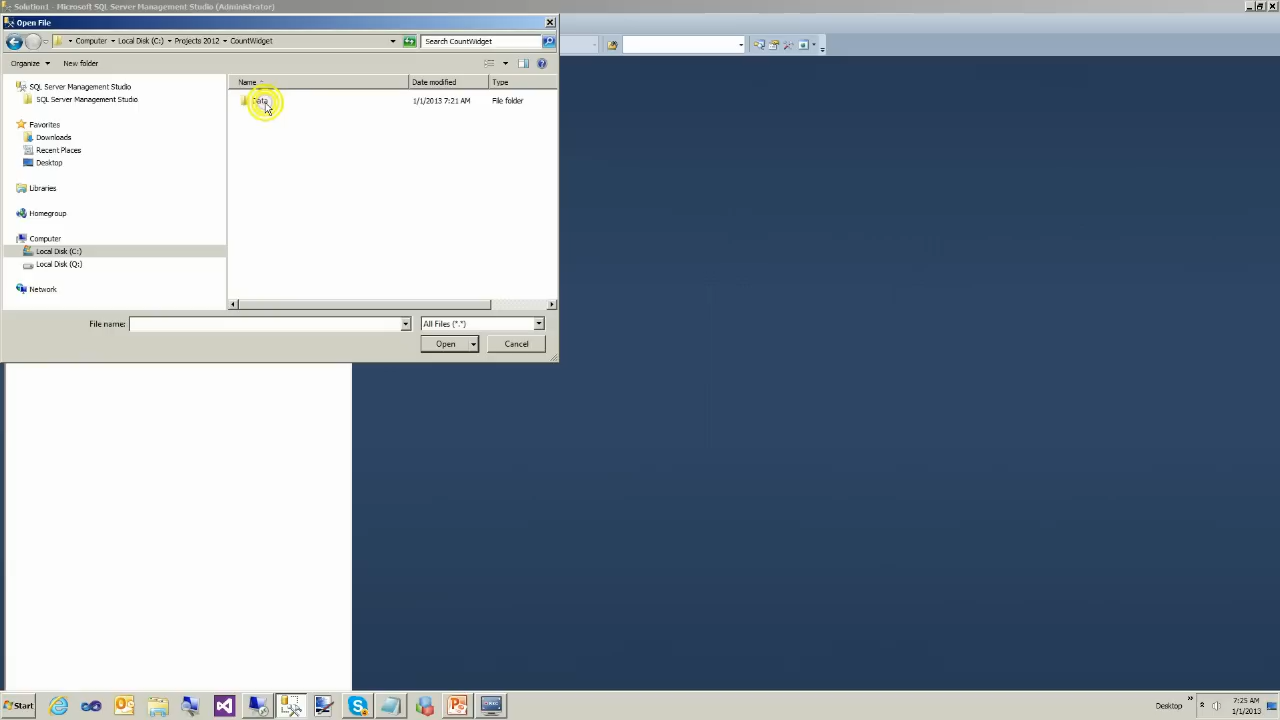 Solution1 - Microsoft SQL Server Management Studio (Administrator)
Open File
Computer Local Disk (C:) Projects 2012 CountWidget
Search CountWidget
Organize New folder
Name Date modified Type
SQL Server Management Studio
SQL Server Management Studio
Data 1/1/2013 7:21 AM File folder
Favorites
Downloads
Recent Places
Desktop
Libraries
Homegroup
Computer
Local Disk (C:)
Local Disk (Q:)
Network
File name: All Files (*.*)
Open Cancel
Start
Desktop
7:25 AM
1/1/2013